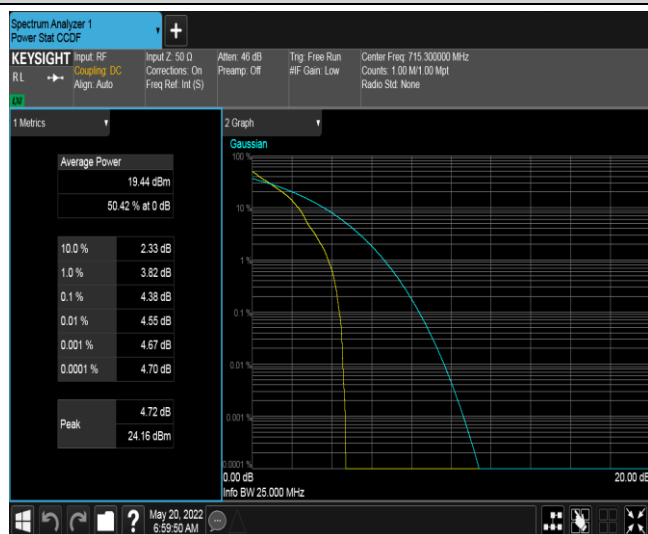 Spectrum Analyzer 1
Power Stat CCDF
+
KEYSIGHT
RL
LXI
Input: RF
Coupling: DC
Align: Auto
Input Z: 50 Ω
Corrections: On
Freq Ref: Int (S)
Atten: 46 dB
Preamp: Off
Trig: Free Run
#IF Gain: Low
Center Freq: 715.300000 MHz
Counts: 1.00 M/1.00 Mpt
Radio Std: None
1 Metrics
Average Power
19.44 dBm
50.42 % at 0 dB
10.0 % 2.33 dB
1.0 % 3.82 dB
0.1 % 4.38 dB
0.01 % 4.55 dB
0.001 % 4.67 dB
0.0001 % 4.70 dB
Peak
4.72 dB
24.16 dBm
2 Graph
Gaussian
100 %
10 %
1 %
0.1 %
0.01 %
0.001 %
0.0001 %
0.00 dB
20.00 dB
Info BW 25.000 MHz
?
May 20, 2022
6:59:50 AM